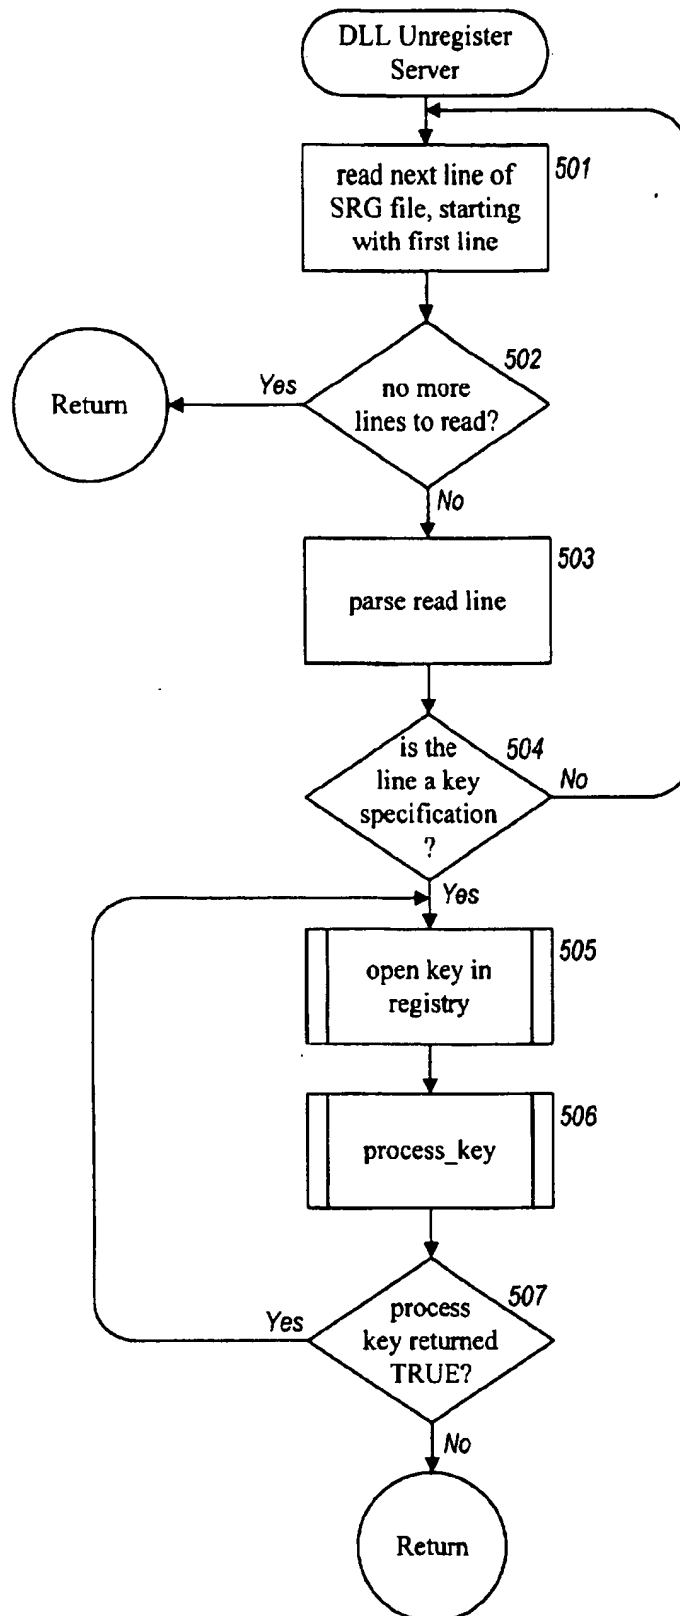 DLL Unregister
Server
read next line of
SRG file, starting
with first line
501
502
no more
lines to read?
Yes
Return
No
503
parse read line
504
is the
line a key
specification
?
No
Yes
505
open key in
registry
506
process_key
507
process
key returned
TRUE?
Yes
No
Return